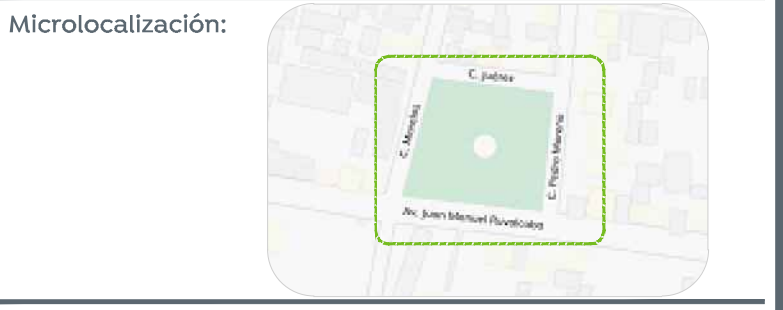 Microlocalización:
C. Juárez
C. Morelos
C. Pedro Moreno
Av. Juan Manuel Ruvalcaba